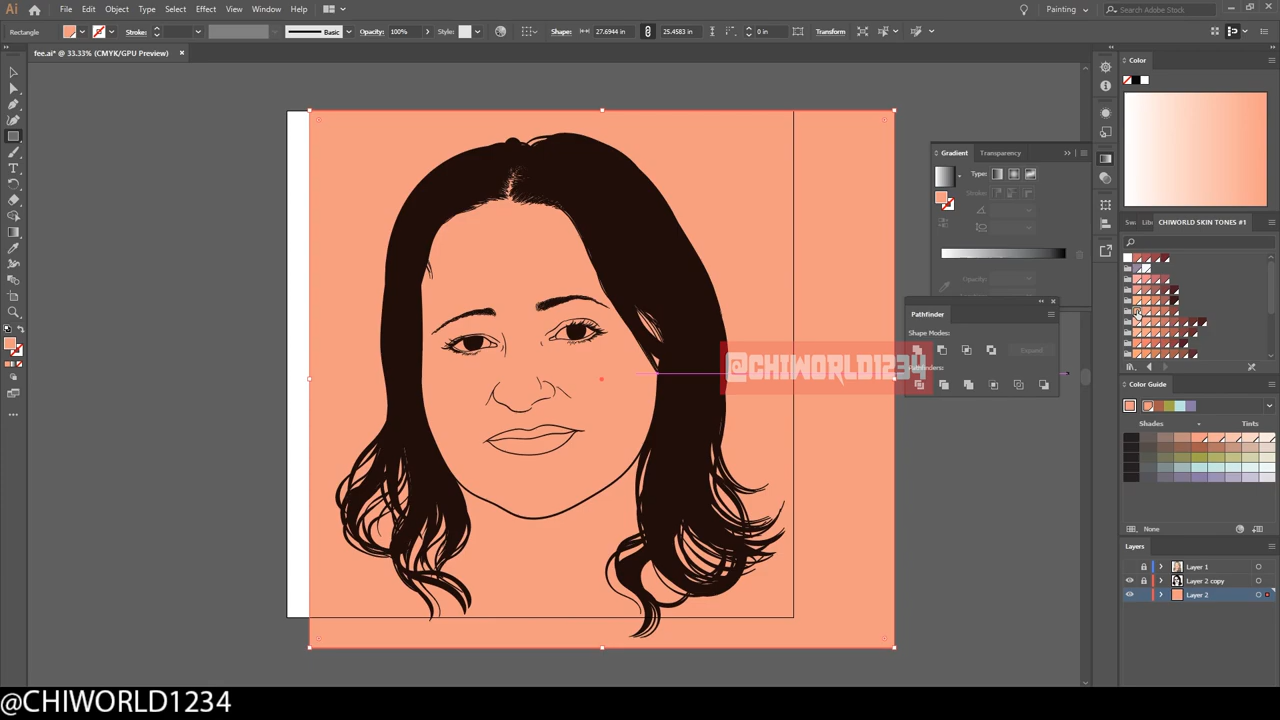 Ai File Edit Object Type Select Effect View Window Help Painting Search Adobe Stock
Rectangle Stroke: Basic Opacity: 100% Style: Shape: 27.6944 in 25.4583 in 0 in Transform
fee.ai* @ 33.33% (CMYK/GPU Preview)
Color
Gradient Transparency
Type:
Stroke:
Opacity:
Lib CHIWORLD SKIN TONES #1
Pathfinder
Shape Modes:
Expand
Pathfinders:
@CHIWORLD1234
Color Guide
Shades Tints
None
Layers
Layer 1
Layer 2 copy
Layer 2
@CHIWORLD1234